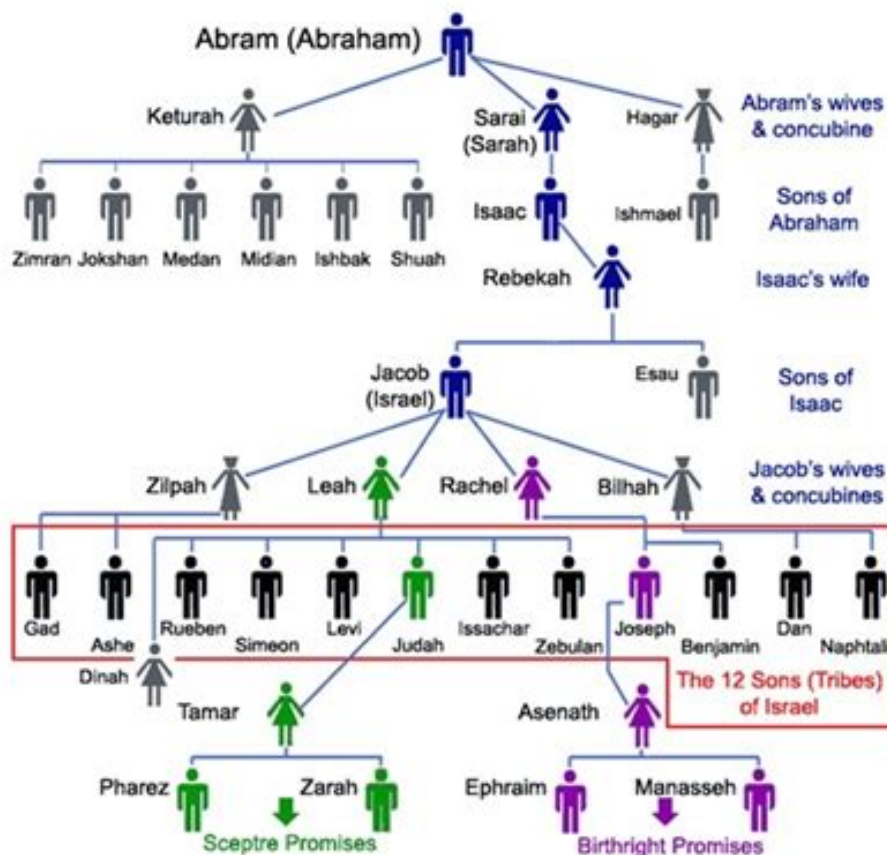 Abram (Abraham)
Keturah
Sarai
(Sarah)
Hagar
Abram's wives
& concubine
Isaac
Ishmael
Sons of
Abraham
Zimran
Jokshan
Medan
Midian
Ishbak
Shuah
Rebekah
Isaac's wife
Jacob
(Israel)
Esau
Sons of
Isaac
Zilpah
Leah
Rachel
Bilhah
Jacob's wives
& concubines
Gad
Ashe
Rueben
Simeon
Levi
Judah
Issachar
Zebulan
Joseph
Benjamin
Dan
Naphtali
Dinah
The 12 Sons (Tribes)
of Israel
Tamar
Asenath
Pharez
Zarah
Ephraim
Manasseh
Sceptre Promises
Birthright Promises